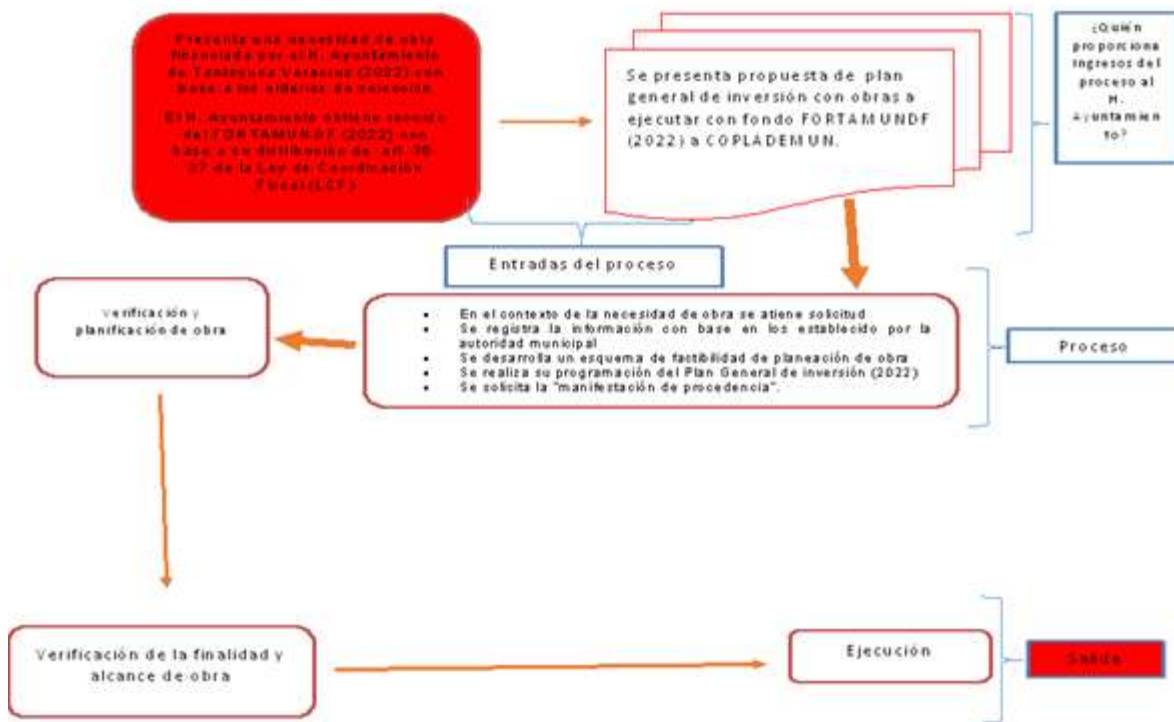 Presenta una necesidad de obra
financiada por el H. Ayuntamiento
de Tantoyuca Veracruz (2022) con
base a los criterios de selección.
El H. Ayuntamiento obtiene recurso
del FORTAMUNDF (2022) con
base a su distribución de art. 36-
37 de la Ley de Coordinación
Fiscal (LCF)
Se presenta propuesta de plan
general de inversión con obras a
ejecutar con fondo FORTAMUNDF
(2022) a COPLADEMUN.
¿Quién
proporciona
ingresos del
proceso al
H.
Ayuntamien
to?
Entradas del proceso
Verificación y
planificación de obra
• En el contexto de la necesidad de obra se atiene solicitud
• Se registra la información con base en los establecido por la
autoridad municipal
• Se desarrolla un esquema de factibilidad de planeación de obra
• Se realiza su programación del Plan General de inversión (2022)
• Se solicita la "manifestación de procedencia".
Proceso
Verificación de la finalidad y
alcance de obra
Ejecución
Salida